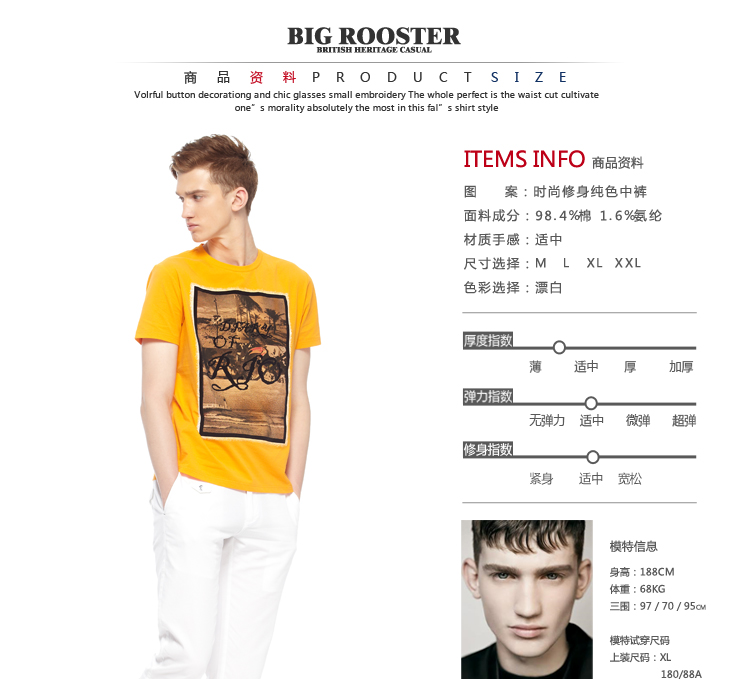 BIG ROOSTER
BRITISH HERITAGE CASUAL
商 品 资 料 P R O D U C T S I Z E
Volrful button decorationg and chic glasses small embroidery The whole perfect is the waist cut cultivate
one”s morality absolutely the most in this fal”s shirt style
ITEMS INFO 商品资料
图 案：时尚修身纯色中裤
面料成分：98.4%棉 1.6%氨纶
材质手感：适中
尺寸选择：M L XL XXL
色彩选择：漂白
厚度指数
薄 适中 厚 加厚
弹力指数
无弹力 适中 微弹 超弹
修身指数
紧身 适中 宽松
DIARY
OF
RIO
模特信息
身高：188CM
体重：68KG
三围：97 / 70 / 95CM
模特试穿尺码
上装尺码：XL
180/88A